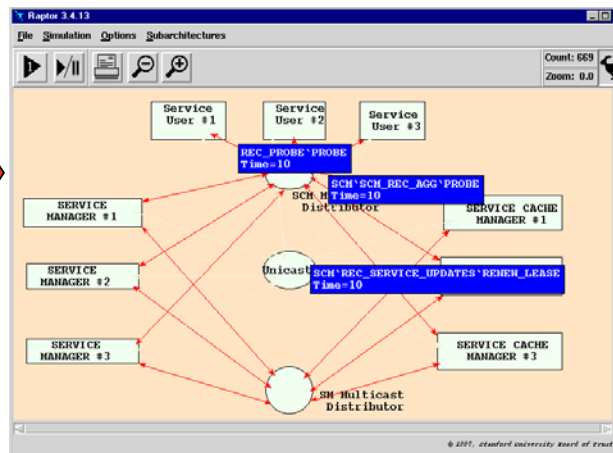 Raptor 3.4.13
File Simulation Options Subarchitectures
Count: 669
Zoom: 0.0
Service
User #1
Service
User #2
Service
User #3
REC_PROBE`PROBE
Time=10
SCM`SCM_REC_AGG`PROBE
Time=10
SCM M
Distributor
SERVICE
MANAGER #1
SERVICE CACHE
MANAGER #1
SERVICE
MANAGER #2
Unicast
SCM`REC_SERVICE_UPDATES`RENEW_LEASE
Time=10
SERVICE
MANAGER #3
SERVICE CACHE
MANAGER #3
SM Multicast
Distributor
© 1997, Stanford University Board of Trust